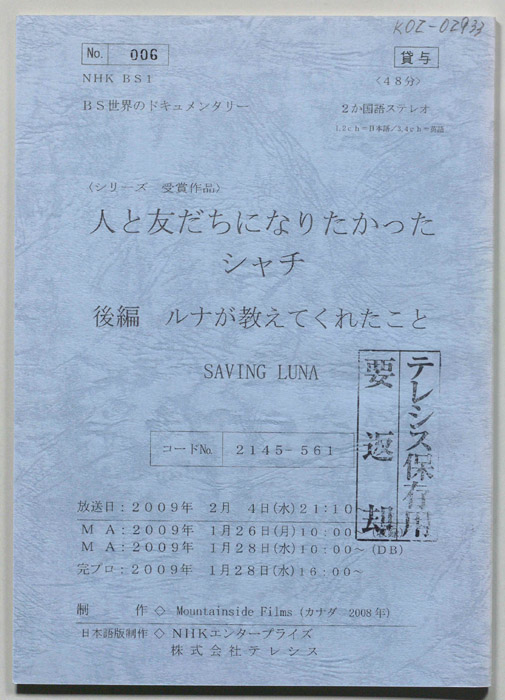 KOZ-02933
No. 006
貸与
NHK BS1
〈48分〉
BS世界のドキュメンタリー
2か国語ステレオ
1,2ch=日本語/3,4ch=英語
〈シリーズ 受賞作品〉
人と友だちになりたかった
シャチ
後編 ルナが教えてくれたこと
SAVING LUNA
テレシス保存用
要返却
コードNo. 2145-561
放送日:2009年 2月 4日(水)21:10
MA:2009年 1月26日(月)10:00
MA:2009年 1月28日(水)10:00~(DB)
完プロ:2009年 1月28日(水)16:00~
制 作◇ Mountainside Films (カナダ 2008年)
日本語版制作◇ NHKエンタープライズ
株式会社テレシス